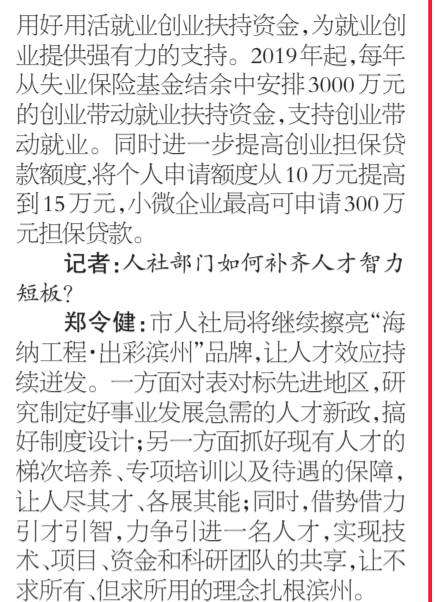 用好用活就业创业扶持资金,为就业创
业提供强有力的支持。2019年起,每年
从失业保险基金结余中安排3000万元
的创业带动就业扶持资金,支持创业带
动就业。同时进一步提高创业担保贷
款额度,将个人申请额度从10万元提高
到15万元,小微企业最高可申请300万
元担保贷款。
记者:人社部门如何补齐人才智力
短板?
郑令健:市人社局将继续擦亮“海
纳工程·出彩滨州”品牌,让人才效应持
续迸发。一方面对表对标先进地区,研
究制定好事业发展急需的人才新政,搞
好制度设计;另一方面抓好现有人才的
梯次培养、专项培训以及待遇的保障,
让人尽其才、各展其能;同时,借势借力
引才引智,力争引进一名人才,实现技
术、项目、资金和科研团队的共享,让不
求所有、但求所用的理念扎根滨州。